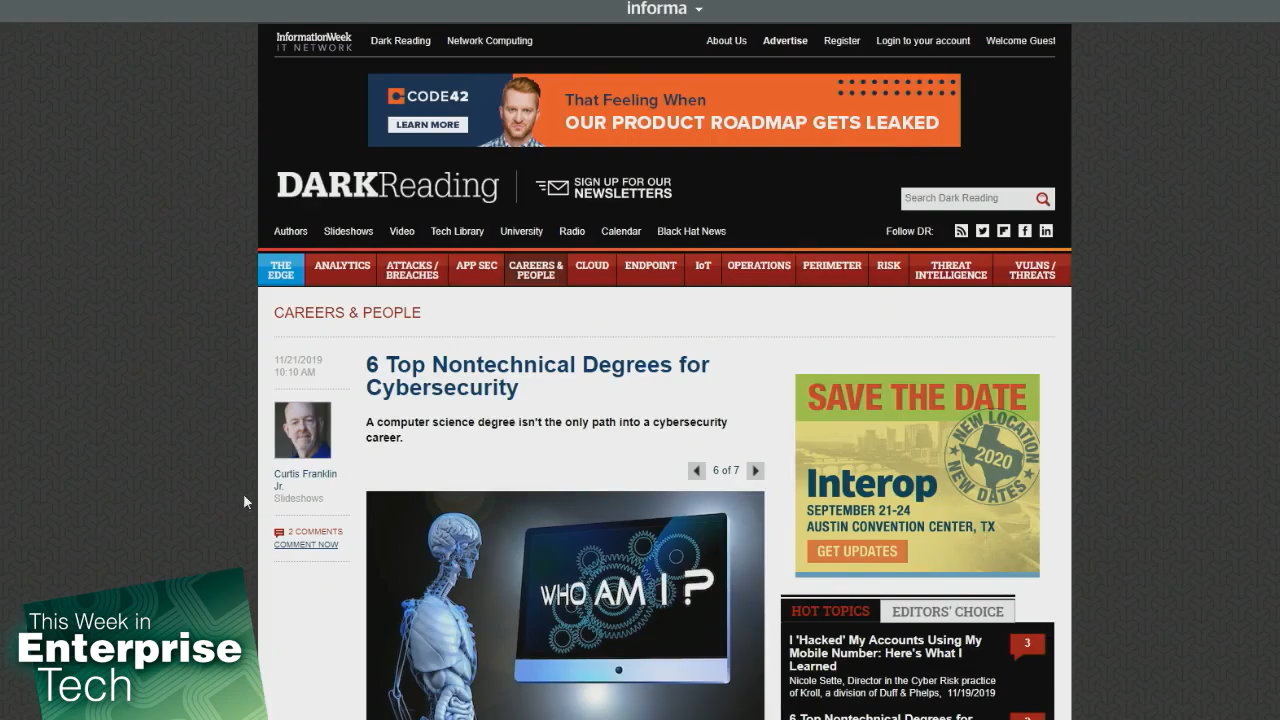 informa
InformationWeek
IT NETWORK
Dark Reading
Network Computing
About Us
Advertise
Register
Login to your account
Welcome Guest
CODE42
LEARN MORE
That Feeling When
OUR PRODUCT ROADMAP GETS LEAKED
DARKReading
SIGN UP FOR OUR
NEWSLETTERS
Search Dark Reading
Authors
Slideshows
Video
Tech Library
University
Radio
Calendar
Black Hat News
Follow DR:
THE
EDGE
ANALYTICS
ATTACKS /
BREACHES
APP SEC
CAREERS &
PEOPLE
CLOUD
ENDPOINT
IoT
OPERATIONS
PERIMETER
RISK
THREAT
INTELLIGENCE
VULNS /
THREATS
CAREERS & PEOPLE
11/21/2019
10:10 AM
Curtis Franklin
Jr.
Slideshows
2 COMMENTS
COMMENT NOW
6 Top Nontechnical Degrees for
Cybersecurity
A computer science degree isn't the only path into a cybersecurity
career.
6 of 7
WHO AM I ?
SAVE THE DATE
NEW LOCATION
2020
NEW DATES
Interop
SEPTEMBER 21-24
AUSTIN CONVENTION CENTER, TX
GET UPDATES
HOT TOPICS
EDITORS' CHOICE
I 'Hacked' My Accounts Using My
Mobile Number: Here's What I
Learned
3
Nicole Sette, Director in the Cyber Risk practice
of Kroll, a division of Duff & Phelps, 11/19/2019
6 Top Nontechnical Degrees for
This Week in
Enterprise
Tech